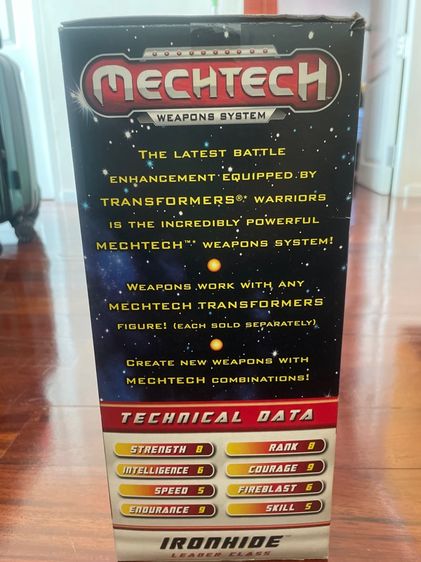 MECHTECH
WEAPONS SYSTEM
THE LATEST BATTLE
ENHANCEMENT EQUIPPED BY
TRANSFORMERS®* WARRIORS
IS THE INCREDIBLY POWERFUL
MECHTECH™* WEAPONS SYSTEM!
WEAPONS WORK WITH ANY
MECHTECH TRANSFORMERS
FIGURE! (EACH SOLD SEPARATELY)
CREATE NEW WEAPONS WITH
MECHTECH COMBINATIONS!
TECHNICAL DATA
STRENGTH 8 RANK 8
INTELLIGENCE 6 COURAGE 9
SPEED 5 FIREBLAST 6
ENDURANCE 9 SKILL 5
IRONHIDE™
LEADER CLASS